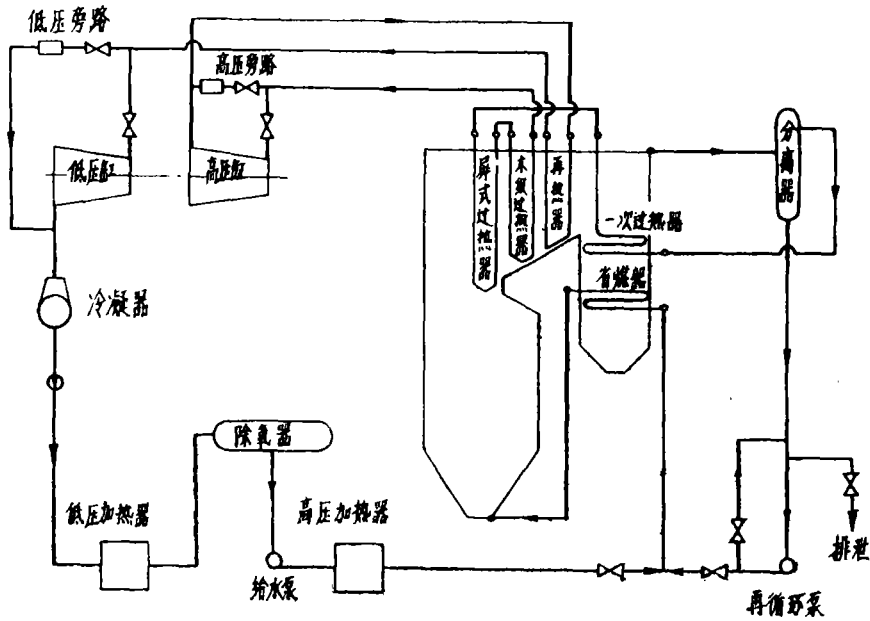 低压旁路
高压旁路
低压缸
高压缸
屏式过热器
末级过热器
再热器
分离器
一次过热器
省煤器
冷凝器
除氧器
低压加热器
高压加热器
给水泵
排泄
再循环泵